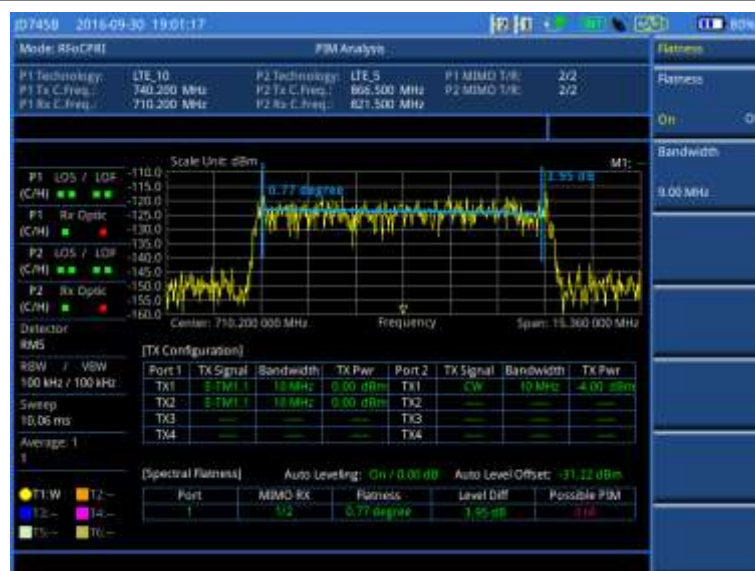 JD745B 2016-09-30 19:01:17
80%
Mode: RFoCPRI PIM Analysis
Flatness
P1 Technology: LTE_10 P2 Technology: LTE_5 P1 MIMO T/R: 2/2
P1 Tx C.Freq.: 740.200 MHz P2 Tx C.Freq.: 866.500 MHz P2 MIMO T/R: 2/2
P1 Rx C.Freq.: 710.200 MHz P2 Rx C.Freq.: 821.500 MHz
Flatness
On
Bandwidth
9.00 MHz
Scale Unit: dBm
M1:
P1 LOS / LOF
(C/H)
P1 Rx Optic
(C/H)
P2 LOS / LOF
(C/H)
P2 Rx Optic
(C/H)
-110.0
-115.0
-120.0
-125.0
-135.0
-140.0
-145.0
-150.0
-155.0
-160.0
0.77 degree
3.95 dB
Center: 710.200 000 MHz Frequency Span: 15.360 000 MHz
Detector
RMS
RBW / VBW
100 kHz / 100 kHz
Sweep
10.06 ms
Average: 1
1
T1:W T2:--
T3:-- T4:--
T5:-- T6:--
[TX Configuration]
Port 1 TX Signal Bandwidth TX Pwr Port 2 TX Signal Bandwidth TX Pwr
TX1 E-TM1.1 10 MHz 0.00 dBm TX1 CW 10 MHz -4.00 dBm
TX2 E-TM1.1 10 MHz 0.00 dBm TX2
TX3 TX3
TX4 TX4
[Spectral Flatness] Auto Leveling: On / 0.00 dB Auto Level Offset: -31.22 dBm
Port MIMO RX Flatness Level Diff Possible PIM
1 1/2 0.77 degree 3.95 dB